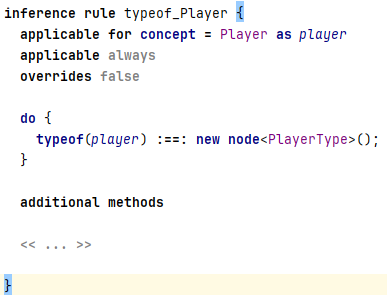 inference rule typeof_Player {
applicable for concept = Player as player
applicable always
overrides false
do {
typeof(player) :==: new node<PlayerType>();
}
additional methods
<< ... >>
}